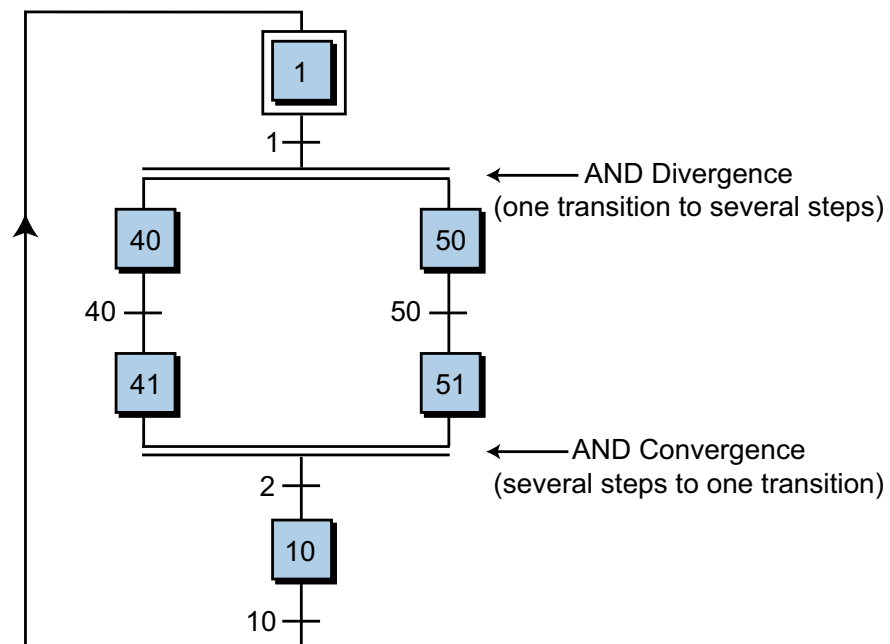 1
1
AND Divergence
(one transition to several steps)
40
50
40
50
41
51
AND Convergence
(several steps to one transition)
2
10
10